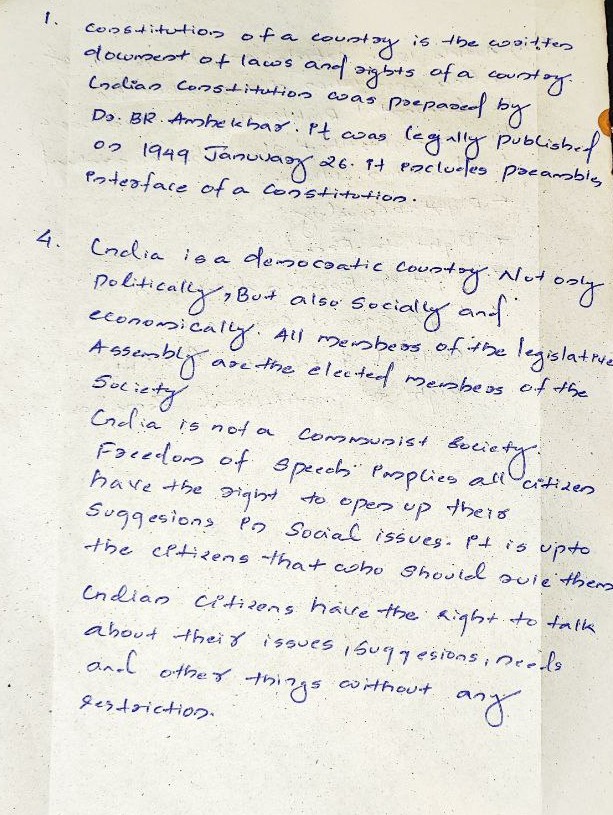 1. Constitution of a country is the written
document of laws and rights of a country.
Indian Constitution was prepared by
Dr. BR. Ambekhar. It was legally published
on 1949 Januvary 26. It includes preambles
interface of a constitution.
4. India is a democratic country. Not only
politically, But also socially and
economically. All members of the legislative
Assembly are the elected members of the
Society
India is not a communist society.
Freedom of speech implies all citizen
have the right to open up their
Suggesions in Social issues. It is upto
the citizens that who should rule them
Indian citizens have the right to talk
about their issues, suggesions, needs
and other things without any
restriction.